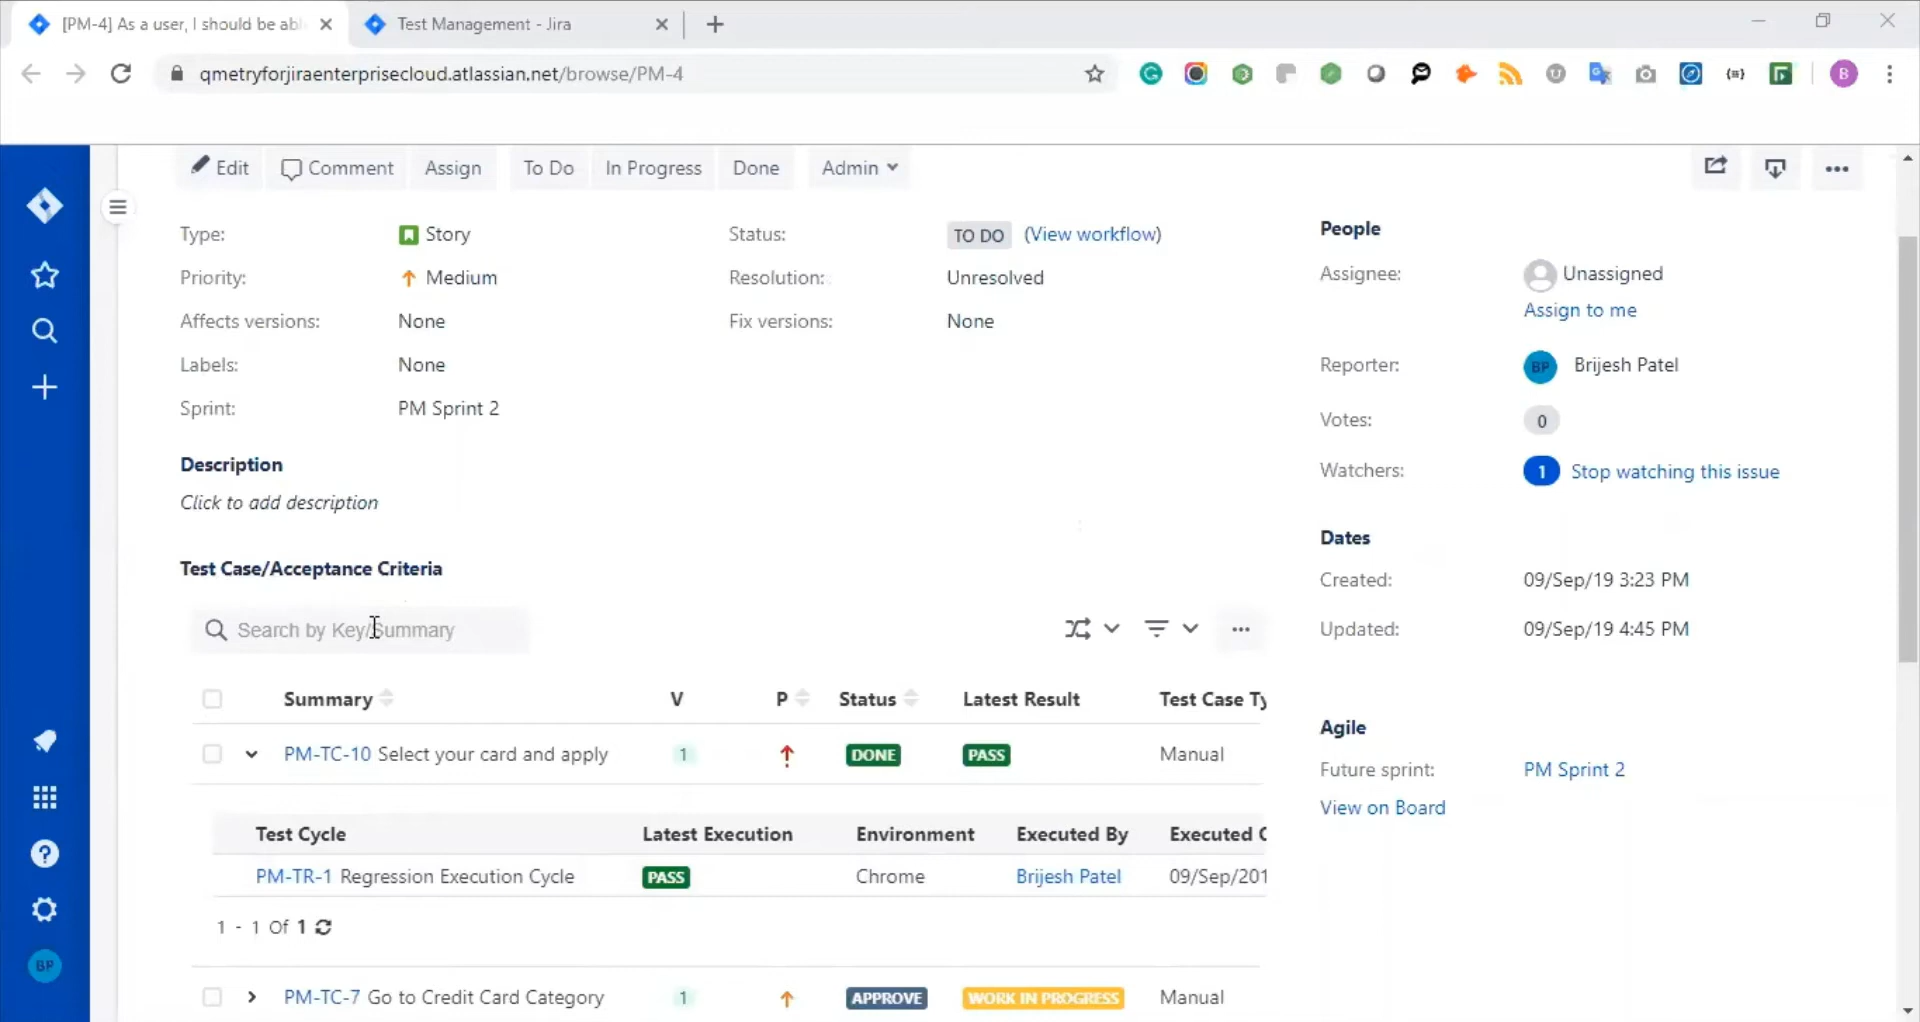 [PM-4] As a user, I should be abl
Test Management - Jira
qmetryforjiraenterprisecloud.atlassian.net/browse/PM-4
B
Edit
Comment
Assign
To Do
In Progress
Done
Admin
Type:
Story
Status:
TO DO
(View workflow)
Priority:
Medium
Resolution:
Unresolved
Affects versions:
None
Fix versions:
None
Labels:
None
Sprint:
PM Sprint 2
People
Assignee:
Unassigned
Assign to me
Reporter:
BP
Brijesh Patel
Votes:
0
Watchers:
1
Stop watching this issue
Description
Click to add description
Dates
Created:
09/Sep/19 3:23 PM
Updated:
09/Sep/19 4:45 PM
Test Case/Acceptance Criteria
Search by Key/Summary
Summary V P Status Latest Result Test Case Ty
PM-TC-10 Select your card and apply 1 DONE PASS Manual
Test Cycle Latest Execution Environment Executed By Executed O
PM-TR-1 Regression Execution Cycle PASS Chrome Brijesh Patel 09/Sep/201
1 - 1 Of 1
PM-TC-7 Go to Credit Card Category 1 APPROVE WORK IN PROGRESS Manual
Agile
Future sprint:
PM Sprint 2
View on Board
BP